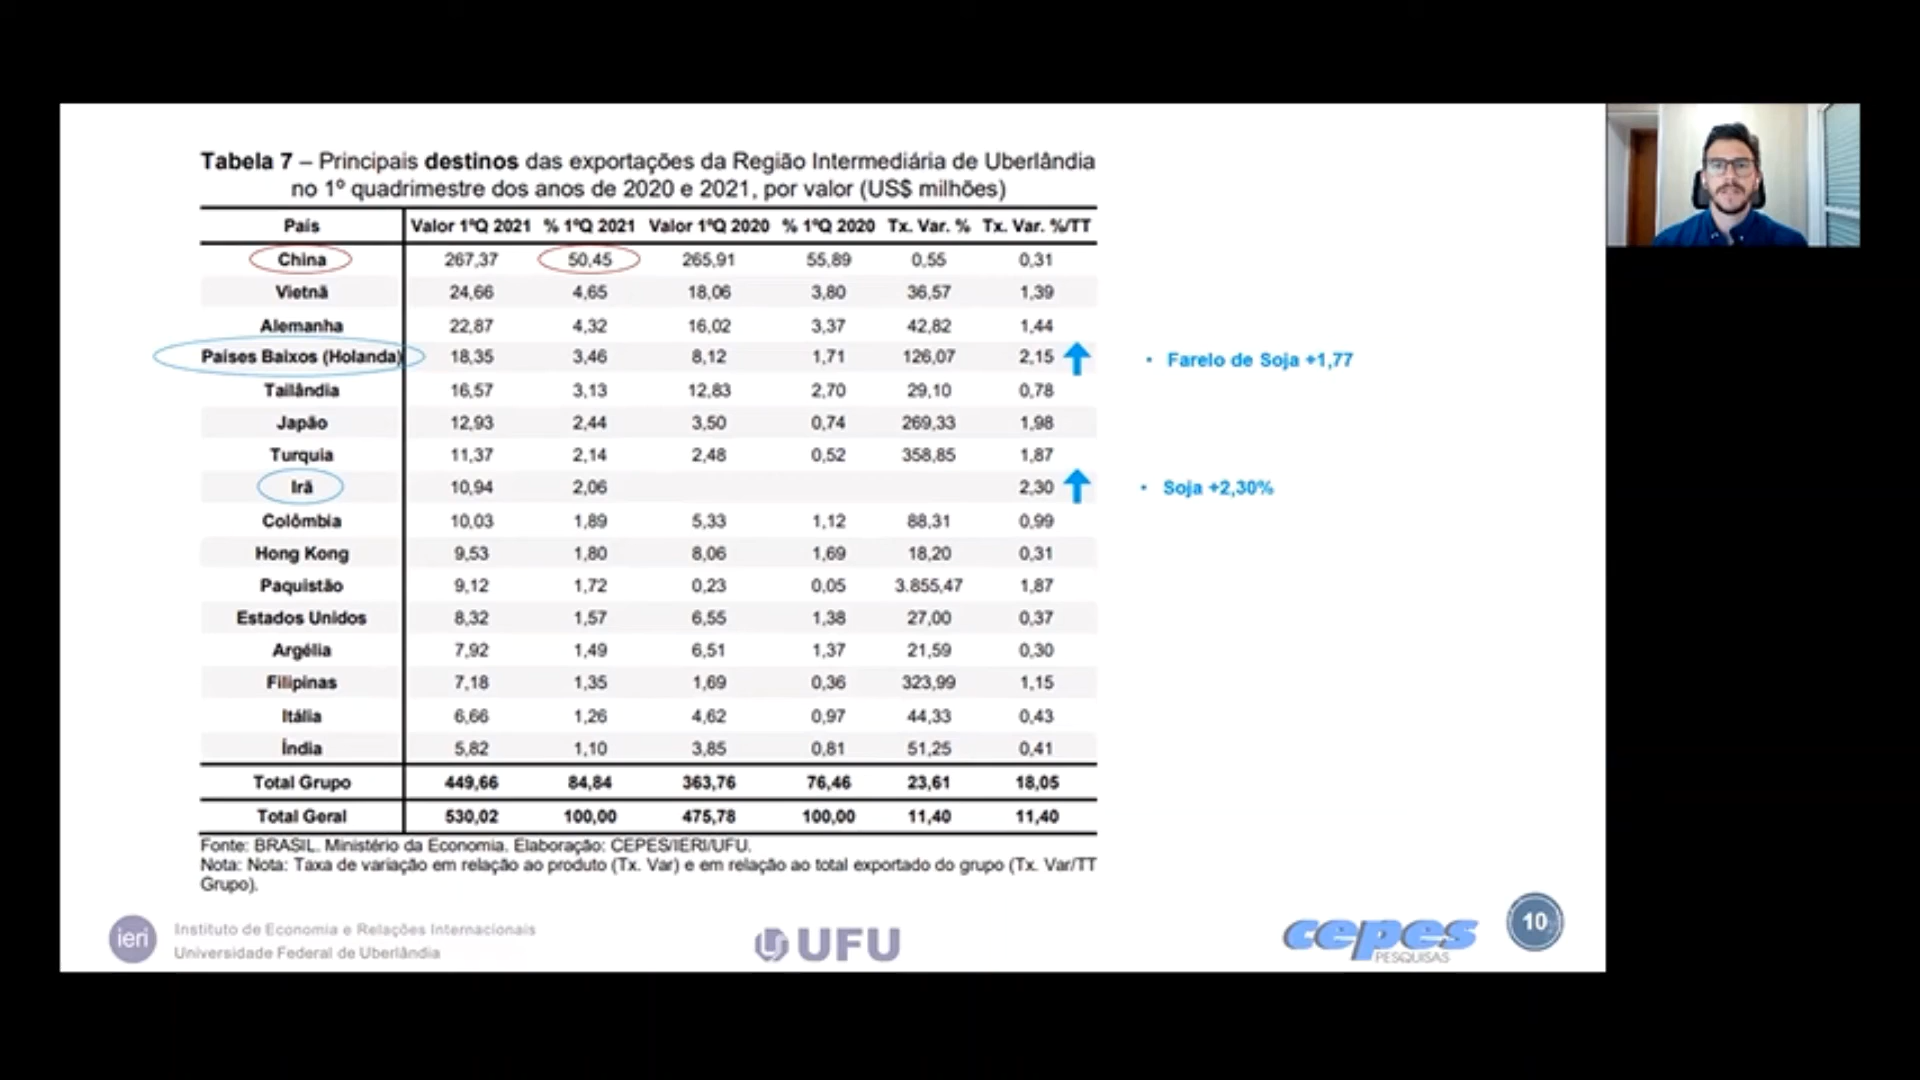 Tabela 7 – Principais destinos das exportações da Região Intermediária de Uberlândia
no 1º quadrimestre dos anos de 2020 e 2021, por valor (US$ milhões)
País Valor 1ºQ 2021 % 1ºQ 2021 Valor 1ºQ 2020 % 1ºQ 2020 Tx. Var. % Tx. Var. %/TT
China 267,37 50,45 265,91 55,89 0,55 0,31
Vietnã 24,66 4,65 18,06 3,80 36,57 1,39
Alemanha 22,87 4,32 16,02 3,37 42,82 1,44
Países Baixos (Holanda) 18,35 3,46 8,12 1,71 126,07 2,15 • Farelo de Soja +1,77
Tailândia 16,57 3,13 12,83 2,70 29,10 0,78
Japão 12,93 2,44 3,50 0,74 269,33 1,98
Turquia 11,37 2,14 2,48 0,52 358,85 1,87
Irã 10,94 2,06 2,30 • Soja +2,30%
Colômbia 10,03 1,89 5,33 1,12 88,31 0,99
Hong Kong 9,53 1,80 8,06 1,69 18,20 0,31
Paquistão 9,12 1,72 0,23 0,05 3.855,47 1,87
Estados Unidos 8,32 1,57 6,55 1,38 27,00 0,37
Argélia 7,92 1,49 6,51 1,37 21,59 0,30
Filipinas 7,18 1,35 1,69 0,36 323,99 1,15
Itália 6,66 1,26 4,62 0,97 44,33 0,43
Índia 5,82 1,10 3,85 0,81 51,25 0,41
Total Grupo 449,66 84,84 363,76 76,46 23,61 18,05
Total Geral 530,02 100,00 475,78 100,00 11,40 11,40
Fonte: BRASIL. Ministério da Economia. Elaboração: CEPES/IERI/UFU.
Nota: Nota: Taxa de variação em relação ao produto (Tx. Var) e em relação ao total exportado do grupo (Tx. Var/TT
Grupo).
ieri
Instituto de Economia e Relações Internacionais
Universidade Federal de Uberlândia
UFU
cepes
PESQUISAS
10